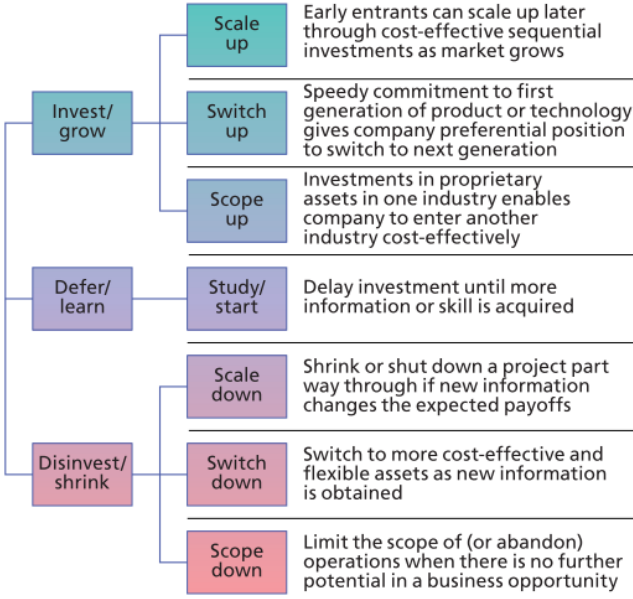 Scale
up
Early entrants can scale up later
through cost-effective sequential
investments as market grows
Invest/
grow
Switch
up
Speedy commitment to first
generation of product or technology
gives company preferential position
to switch to next generation
Scope
up
Investments in proprietary
assets in one industry enables
company to enter another
industry cost-effectively
Defer/
learn
Study/
start
Delay investment until more
information or skill is acquired
Scale
down
Shrink or shut down a project part
way through if new information
changes the expected payoffs
Disinvest/
shrink
Switch
down
Switch to more cost-effective and
flexible assets as new information
is obtained
Scope
down
Limit the scope of (or abandon)
operations when there is no further
potential in a business opportunity